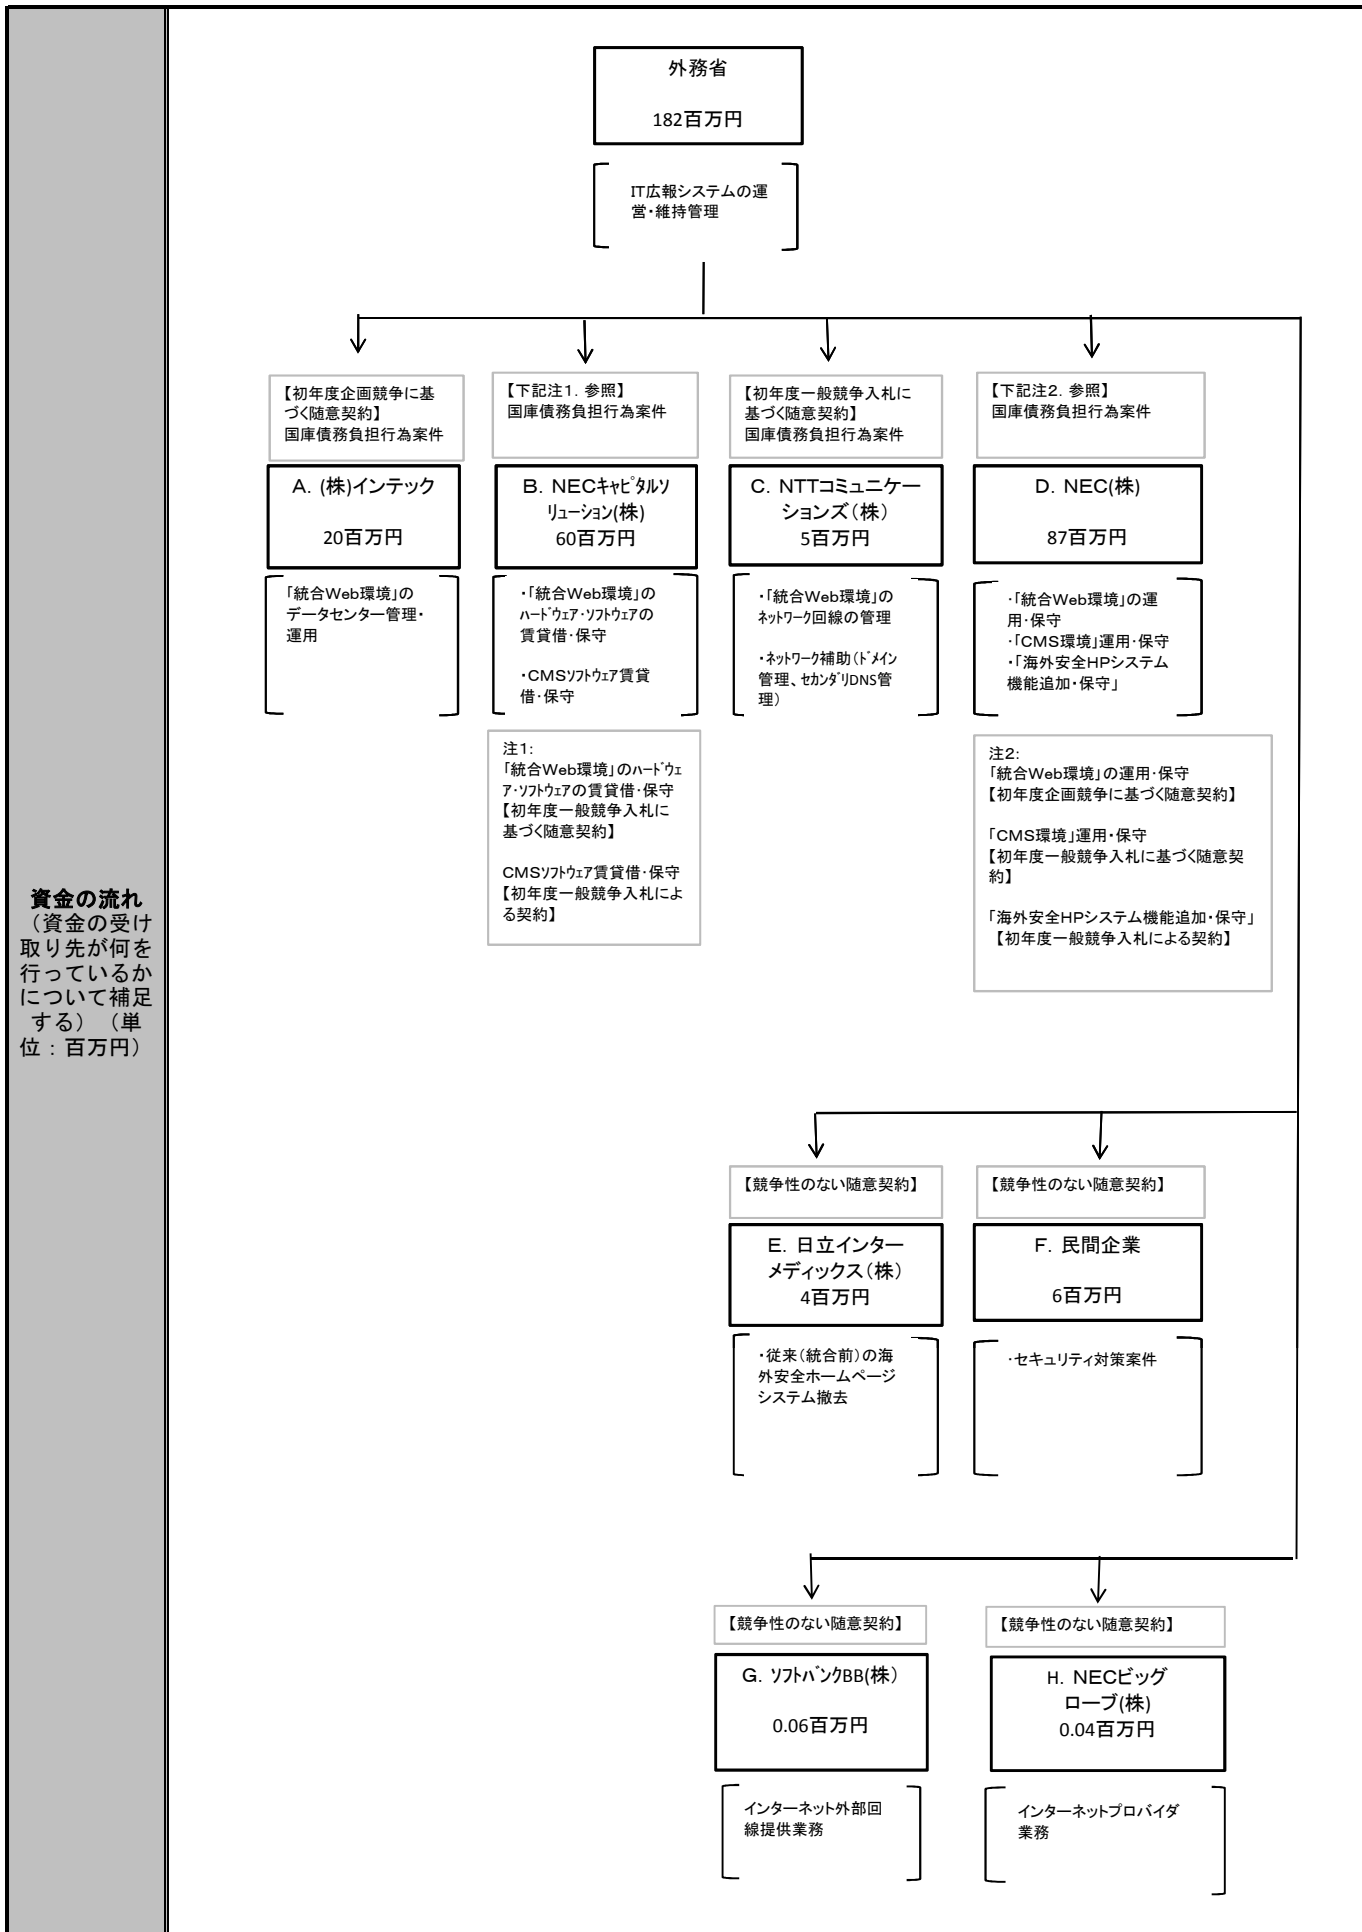 資金の流れ
（資金の受け
取り先が何を
行っているか
について補足
する）（単
位：百万円）
外務省
182百万円
IT広報システムの運
営・維持管理
【初年度企画競争に基
づく随意契約】
国庫債務負担行為案件
【下記注1．参照】
国庫債務負担行為案件
【初年度一般競争入札に
基づく随意契約】
国庫債務負担行為案件
【下記注2．参照】
国庫債務負担行為案件
A．(株)インテック
20百万円
B．NECｷｬﾋﾟﾀﾙｿ
ﾘｭｰｼｮﾝ(株)
60百万円
C．NTTコミュニケー
ションズ（株）
5百万円
D．NEC(株)
87百万円
「統合Web環境」の
データセンター管理・
運用
・「統合Web環境」の
ﾊｰﾄﾞｳｪｱ・ソフトウェアの
賃貸借・保守
・CMSソフトウェア賃貸
借・保守
・「統合Web環境」の
ネットワーク回線の管理
・ネットワーク補助（ﾄﾞﾒｲﾝ
管理、ｾｶﾝﾀﾞﾘDNS管
理）
・「統合Web環境」の運
用・保守
・「CMS環境」運用・保守
・「海外安全HPシステム
機能追加・保守」
注1：
「統合Web環境」のﾊｰﾄﾞｳｪ
ｱ・ソフトウェアの賃貸借・保守
【初年度一般競争入札に
基づく随意契約】
CMSソフトウェア賃貸借・保守
【初年度一般競争入札によ
る契約】
注2：
「統合Web環境」の運用・保守
【初年度企画競争に基づく随意契約】
「CMS環境」運用・保守
【初年度一般競争入札に基づく随意契
約】
「海外安全HPシステム機能追加・保守」
【初年度一般競争入札による契約】
【競争性のない随意契約】
【競争性のない随意契約】
E．日立インター
メディックス（株）
4百万円
F．民間企業
6百万円
・従来（統合前）の海
外安全ホームページ
システム撤去
・セキュリティ対策案件
【競争性のない随意契約】
【競争性のない随意契約】
G．ｿﾌﾄﾊﾞﾝｸBB(株）
0.06百万円
H．NECビッグ
ローブ(株)
0.04百万円
インターネット外部回
線提供業務
インターネットプロバイダ
業務